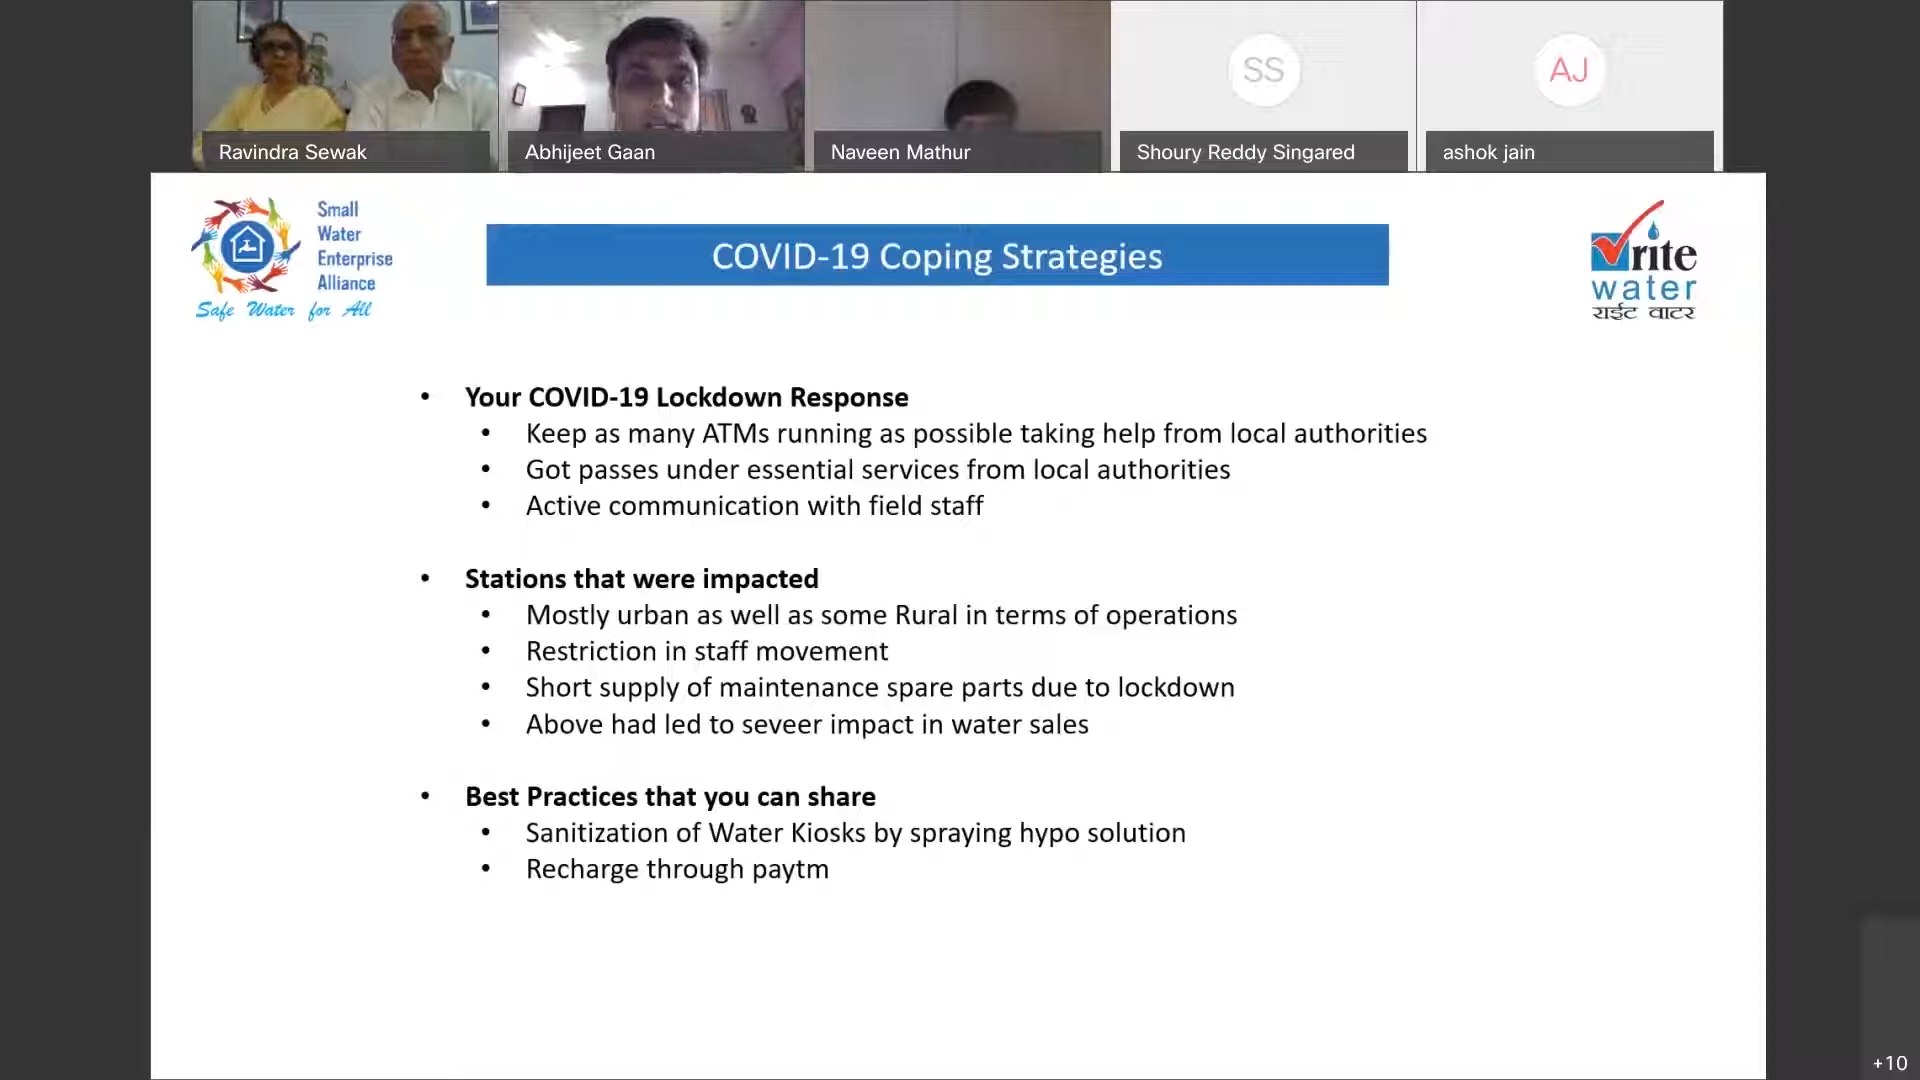 Ravindra Sewak
Abhijeet Gaan
Naveen Mathur
SS
Shoury Reddy Singared
AJ
ashok jain
Small
Water
Enterprise
Alliance
Safe Water for All
COVID-19 Coping Strategies
rite
water
राईट वाटर
• Your COVID-19 Lockdown Response
• Keep as many ATMs running as possible taking help from local authorities
• Got passes under essential services from local authorities
• Active communication with field staff
• Stations that were impacted
• Mostly urban as well as some Rural in terms of operations
• Restriction in staff movement
• Short supply of maintenance spare parts due to lockdown
• Above had led to seveer impact in water sales
• Best Practices that you can share
• Sanitization of Water Kiosks by spraying hypo solution
• Recharge through paytm
+10